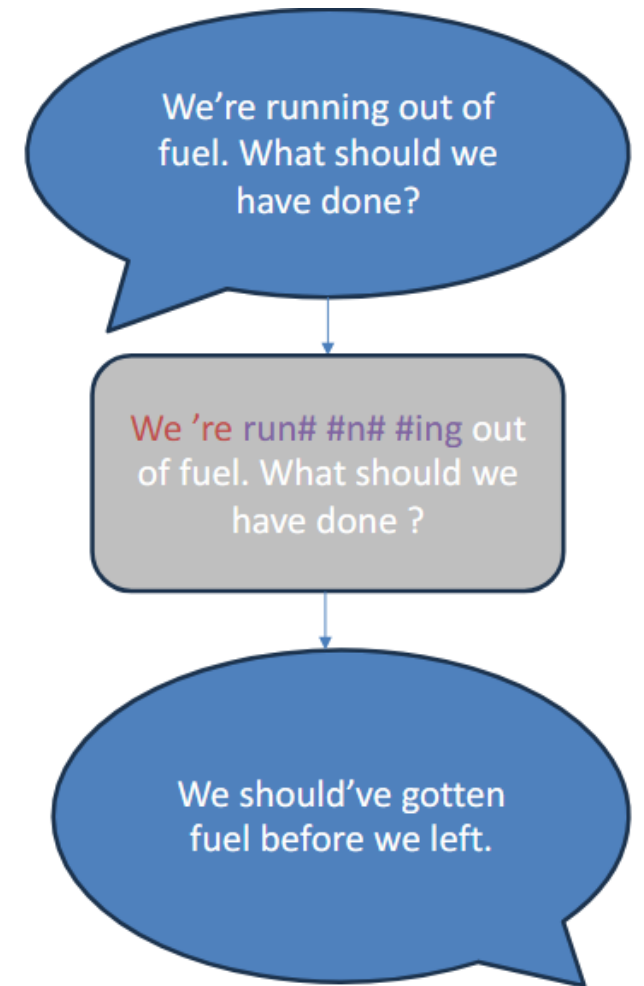 We’re running out of
fuel. What should we
have done?
We ’re run# #n# #ing out
of fuel. What should we
have done ?
We should’ve gotten
fuel before we left.